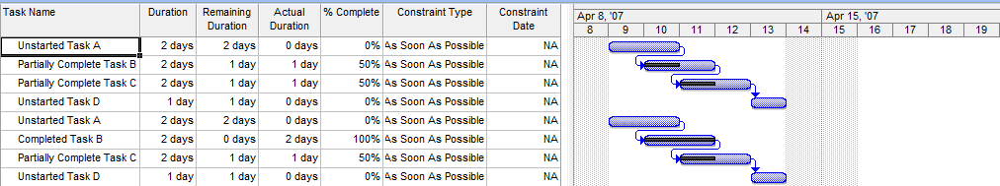 Task Name Duration Remaining Duration Actual Duration % Complete Constraint Type Constraint Date Apr 8, '07 Apr 15, '07
8 9 10 11 12 13 14 15 16 17 18 19
Unstarted Task A 2 days 2 days 0 days 0% As Soon As Possible NA
Partially Complete Task B 2 days 1 day 1 day 50% As Soon As Possible NA
Partially Complete Task C 2 days 1 day 1 day 50% As Soon As Possible NA
Unstarted Task D 1 day 1 day 0 days 0% As Soon As Possible NA
Unstarted Task A 2 days 2 days 0 days 0% As Soon As Possible NA
Completed Task B 2 days 0 days 2 days 100% As Soon As Possible NA
Partially Complete Task C 2 days 1 day 1 day 50% As Soon As Possible NA
Unstarted Task D 1 day 1 day 0 days 0% As Soon As Possible NA